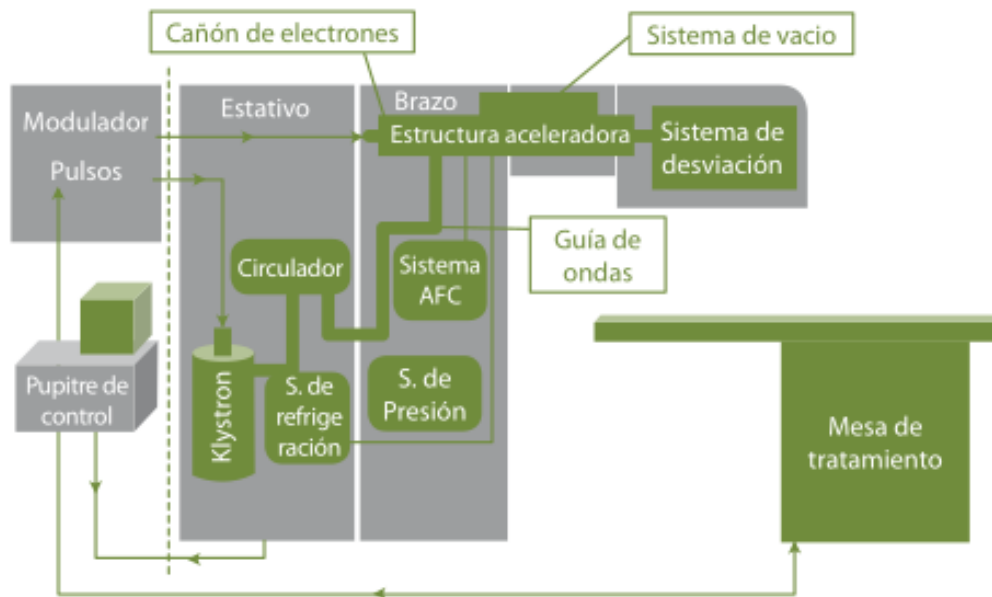 Cañón de electrones
Sistema de vacio
Modulador
Pulsos
Estativo
Brazo
Estructura aceleradora
Sistema de
desviación
Circulador
Sistema
AFC
Guía de
ondas
Pupitre de
control
Klystron
S. de
refrige
ración
S. de
Presión
Mesa de
tratamiento